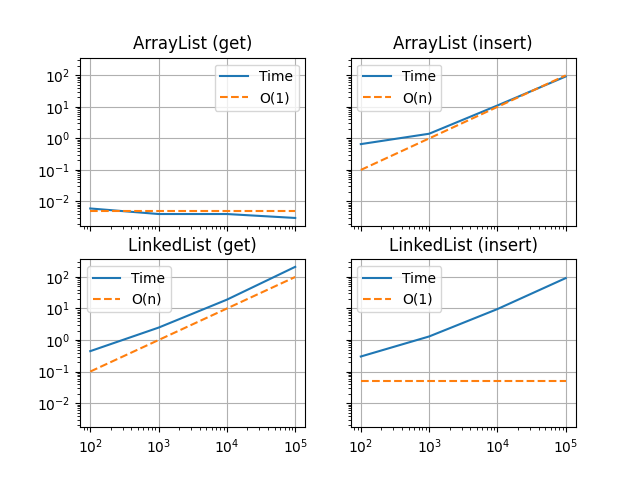 ArrayList (get)
Time
O(1)
10²
10¹
10⁰
10⁻¹
10⁻²
ArrayList (insert)
Time
O(n)
LinkedList (get)
Time
O(n)
10²
10¹
10⁰
10⁻¹
10⁻²
10² 10³ 10⁴ 10⁵
LinkedList (insert)
Time
O(1)
10² 10³ 10⁴ 10⁵